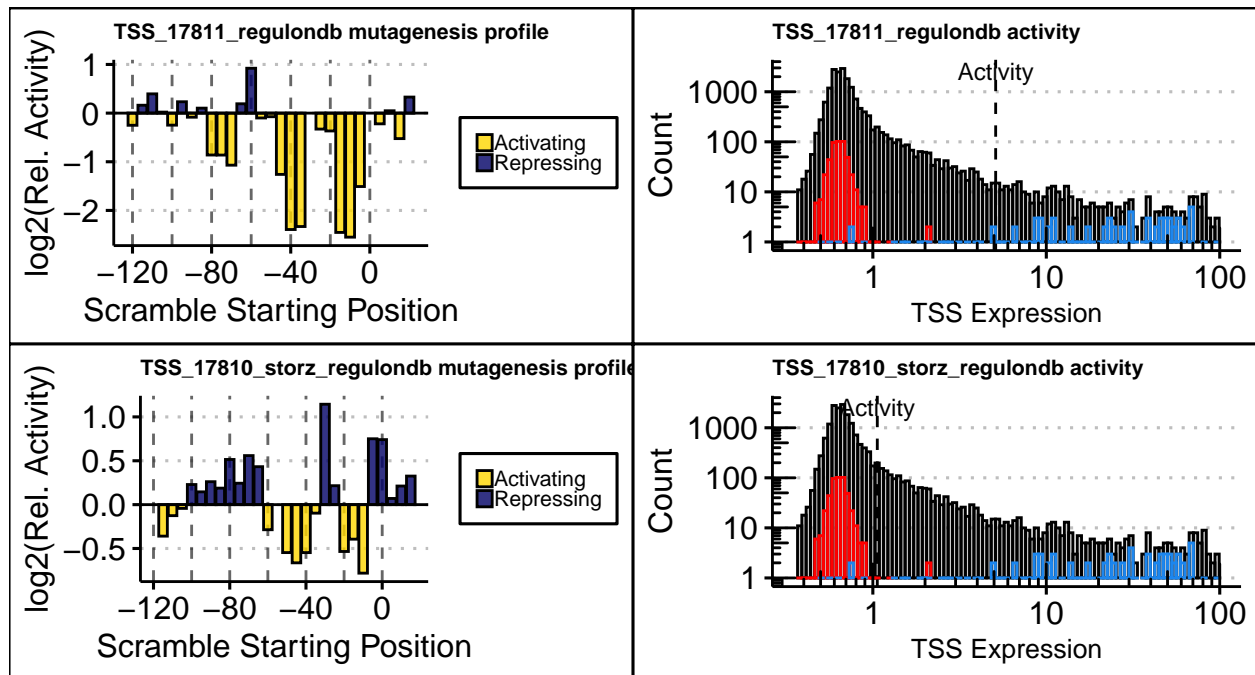 TSS_17811_regulondb mutagenesis profile
log2(Rel. Activity)
1
0
−1
−2
−120
−80
−40
0
Scramble Starting Position
Activating
Repressing
TSS_17811_regulondb activity
Activity
Count
1000
100
10
1
1
10
100
TSS Expression
TSS_17810_storz_regulondb mutagenesis profile
log2(Rel. Activity)
1.0
0.5
0.0
−0.5
−120
−80
−40
0
Scramble Starting Position
Activating
Repressing
TSS_17810_storz_regulondb activity
Activity
Count
1000
100
10
1
1
10
100
TSS Expression